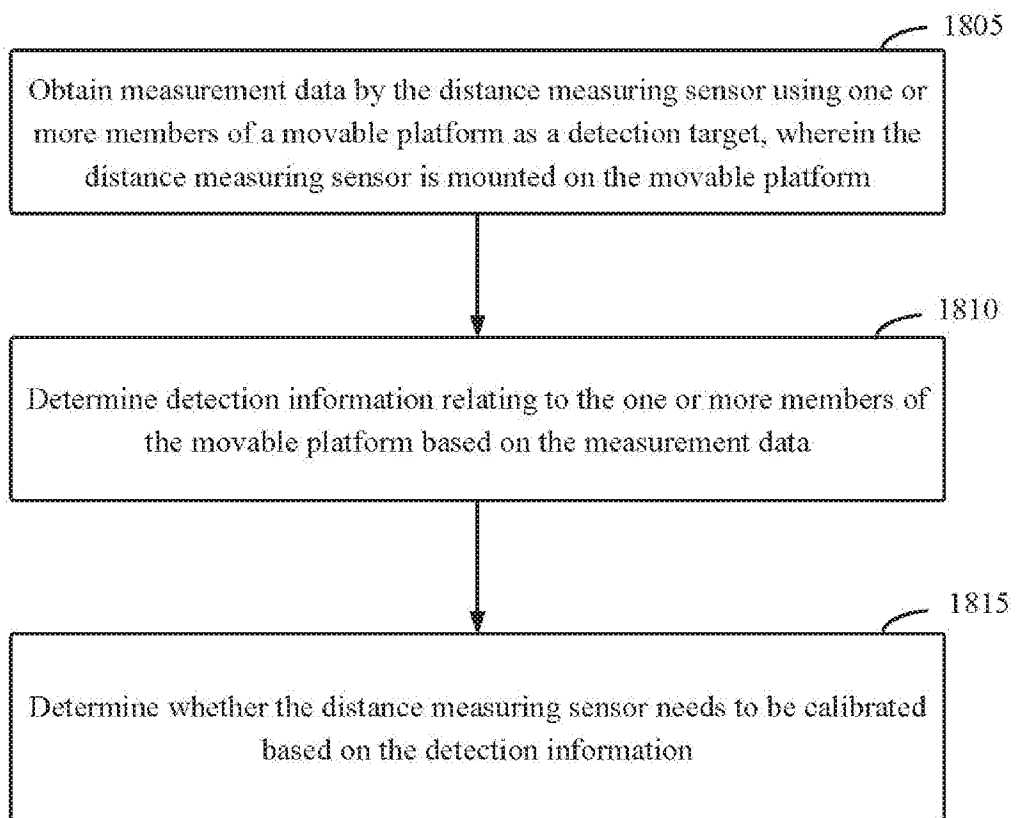 1805
Obtain measurement data by the distance measuring sensor using one or
more members of a movable platform as a detection target, wherein the
distance measuring sensor is mounted on the movable platform
1810
Determine detection information relating to the one or more members of
the movable platform based on the measurement data
1815
Determine whether the distance measuring sensor needs to be calibrated
based on the detection information